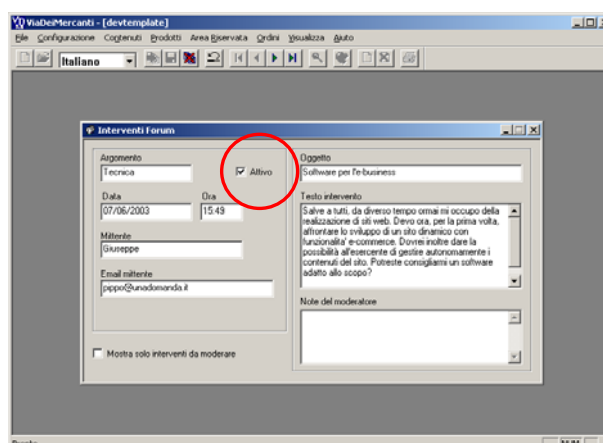 ViaDeiMercanti - [devtemplate]
File Configurazione Contenuti Prodotti Area Riservata Ordini Visualizza Aiuto
Italiano
Interventi Forum
Argomento
Tecnica
Attivo
Data
Ora
07/06/2003
15.49
Mittente
Giuseppe
Email mittente
pippo@unadomanda.it
Mostra solo interventi da moderare
Oggetto
Software per l'e-business
Testo intervento
Salve a tutti, da diverso tempo ormai mi occupo della
realizzazione di siti web. Devo ora, per la prima volta,
affrontare lo sviluppo di un sito dinamico con
funzionalita' e-commerce. Dovrei inoltre dare la
possibilità all'esercente di gestire autonomamente i
contenuti del sito. Potreste consigliarmi un software
adatto allo scopo?
Note del moderatore
NUM